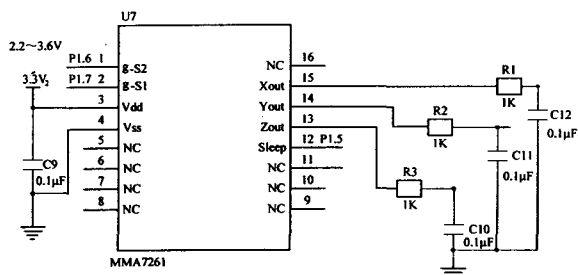 U7
2.2~3.6V
3.3V₂
P1.6 1 g-S2
P1.7 2 g-S1
3 Vdd
4 Vss
5 NC
6 NC
7 NC
8 NC
NC 16
Xout 15
Yout 14
Zout 13
Sleep 12 P1.5
NC 11
NC 10
NC 9
R1
1K
R2
1K
R3
1K
C9
0.1μF
C12
0.1μF
C11
0.1μF
C10
0.1μF
MMA7261